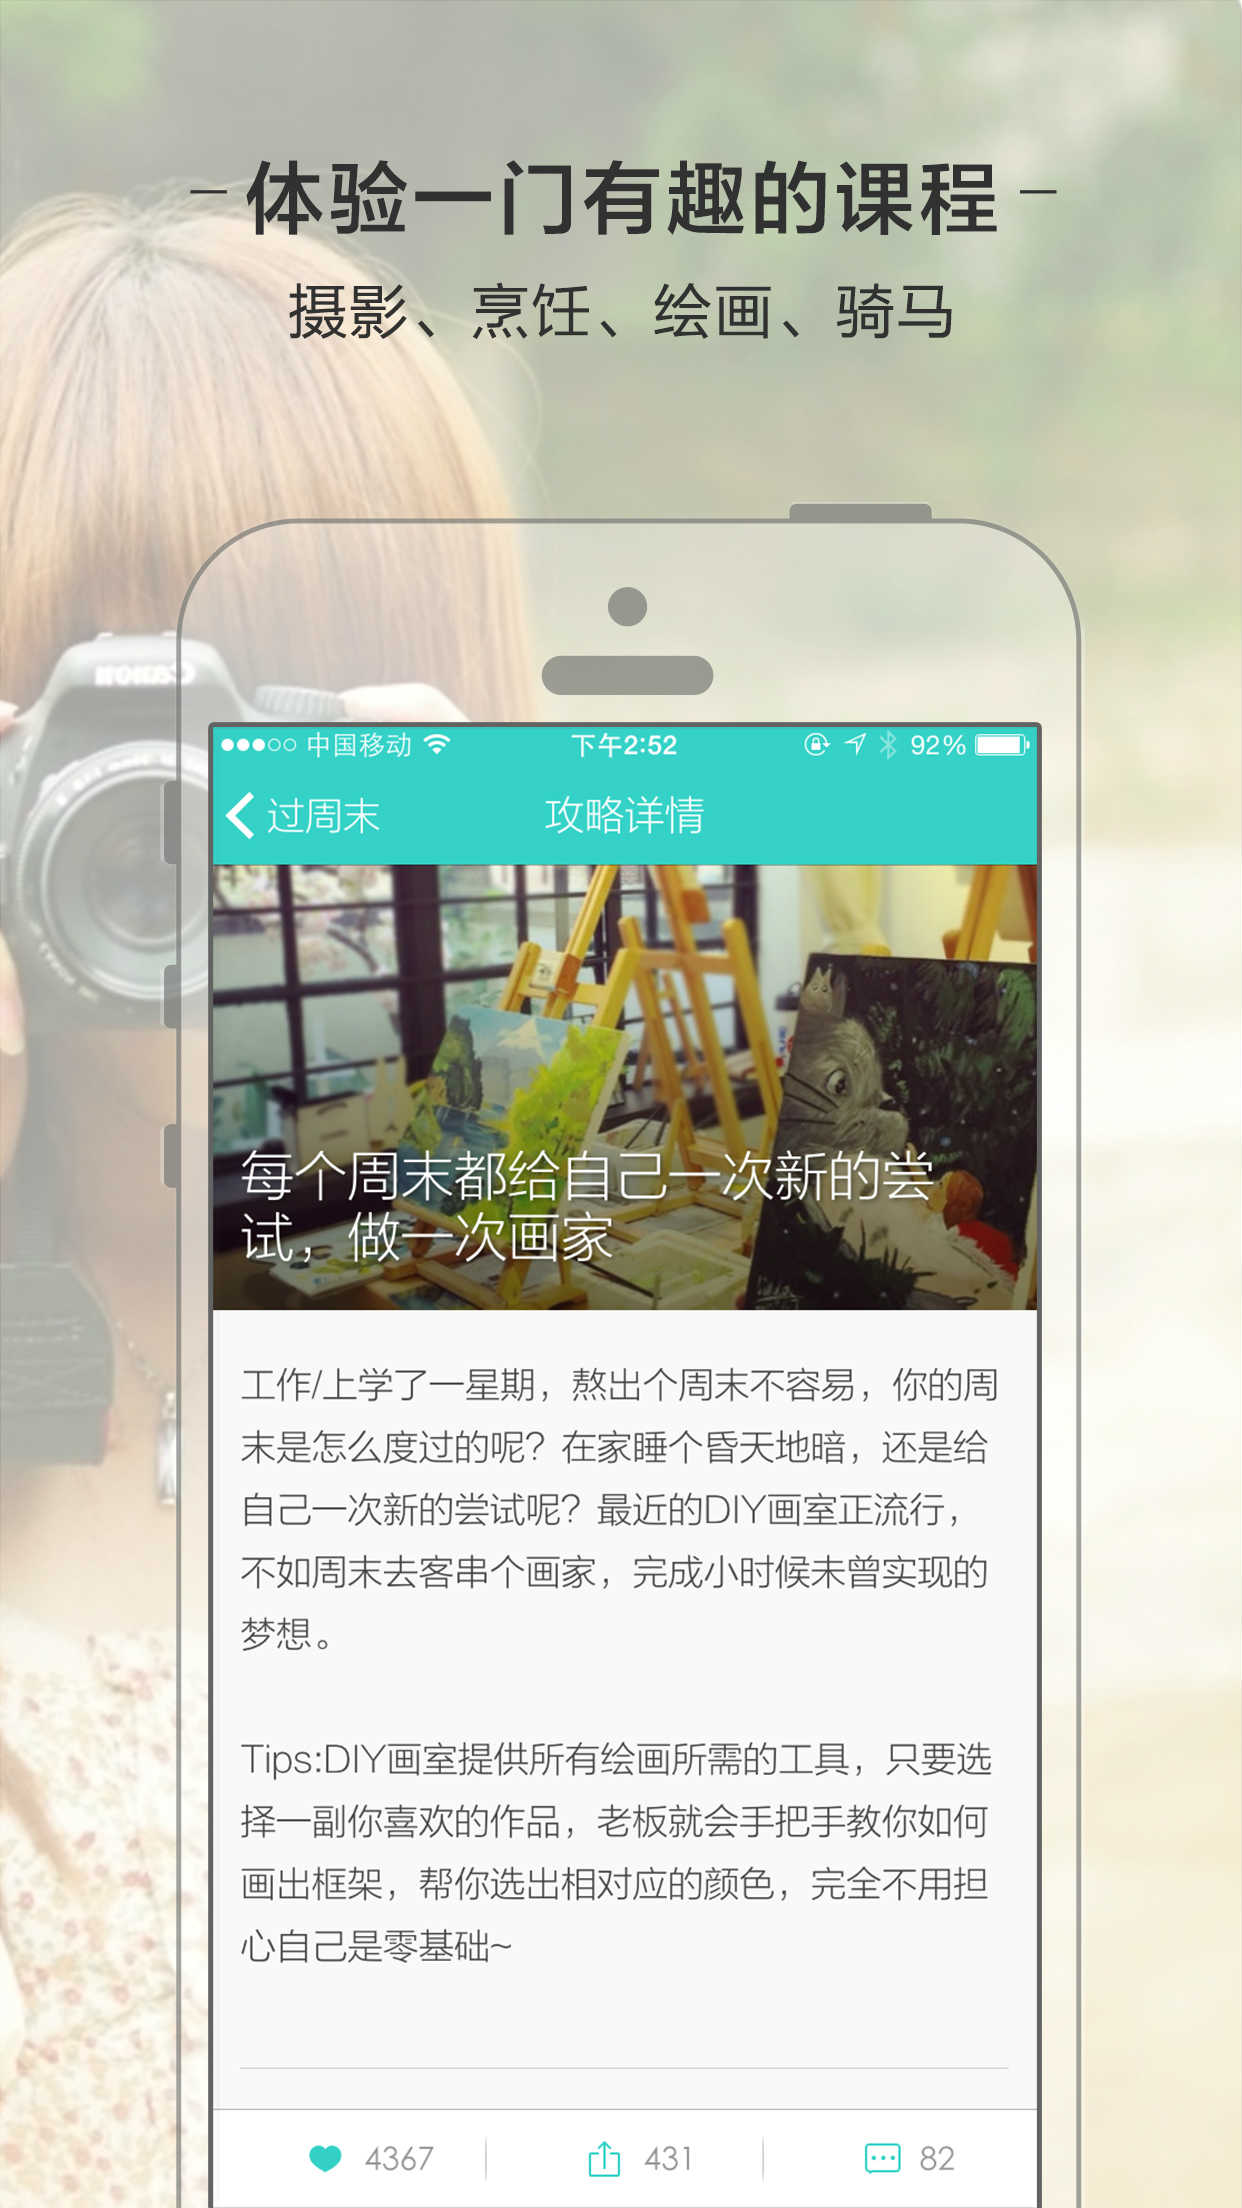 体验一门有趣的课程
摄影、烹饪、绘画、骑马
Canon
中国移动 下午2:52 92%
过周末 攻略详情
每个周末都给自己一次新的尝
试，做一次画家
工作/上学了一星期，熬出个周末不容易，你的周
末是怎么度过的呢？在家睡个昏天地暗，还是给
自己一次新的尝试呢？最近的DIY画室正流行，
不如周末去客串个画家，完成小时候未曾实现的
梦想。
Tips:DIY画室提供所有绘画所需的工具，只要选
择一副你喜欢的作品，老板就会手把手教你如何
画出框架，帮你选出相对应的颜色，完全不用担
心自己是零基础~
4367 431 82